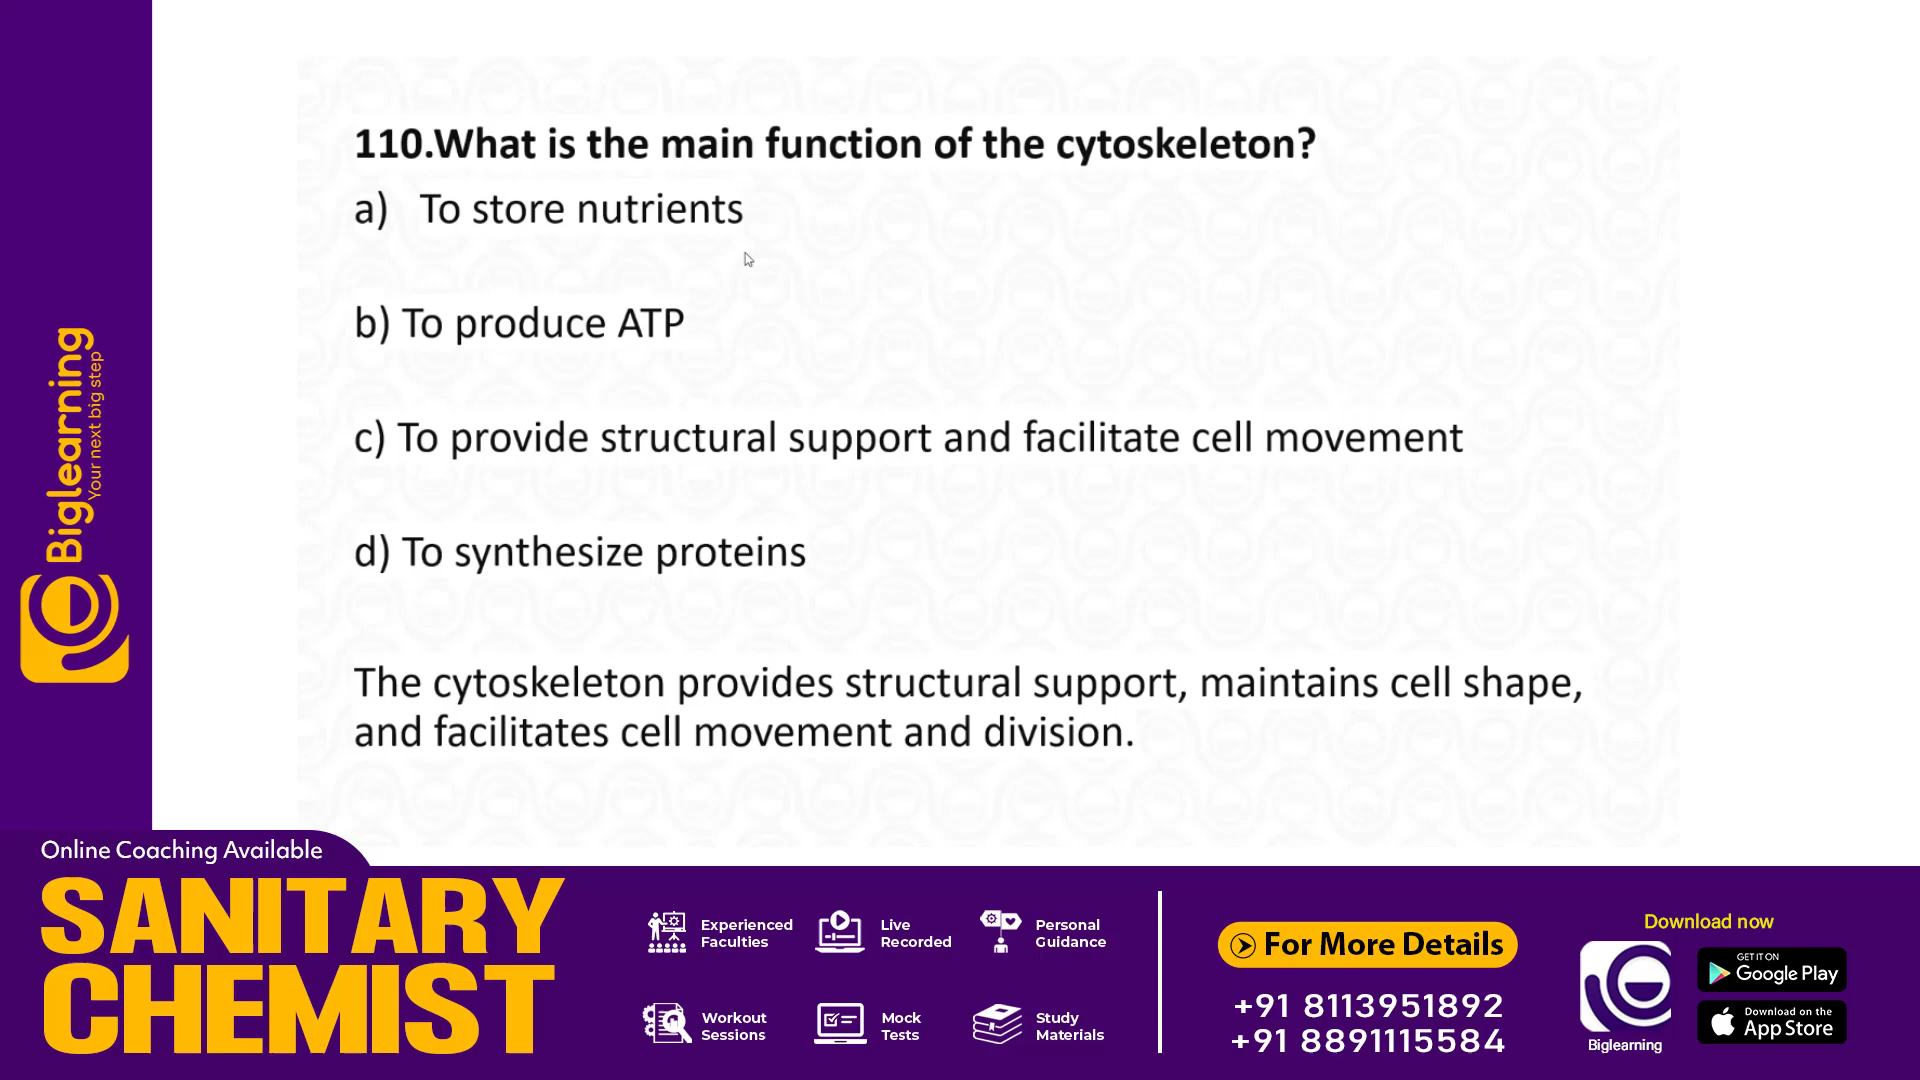 110.What is the main function of the cytoskeleton?
a) To store nutrients
b) To produce ATP
c) To provide structural support and facilitate cell movement
d) To synthesize proteins
The cytoskeleton provides structural support, maintains cell shape,
and facilitates cell movement and division.
Biglearning
Your next big step
Online Coaching Available
SANITARY
CHEMIST
Experienced
Faculties
Live
Recorded
Personal
Guidance
Workout
Sessions
Mock
Tests
Study
Materials
For More Details
+91 8113951892
+91 8891115584
Download now
Biglearning
GET IT ON
Google Play
Download on the
App Store